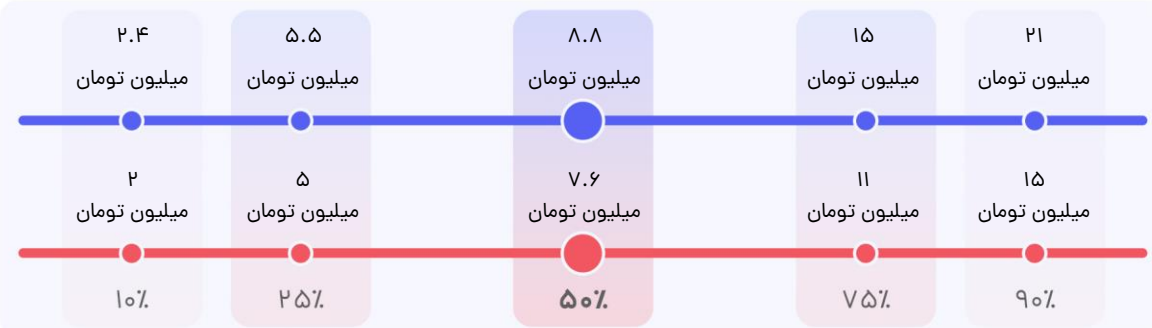 ۲.۴ ۵.۵ ۸.۸ ۱۵ ۲۱
میلیون تومان میلیون تومان میلیون تومان میلیون تومان میلیون تومان
۲ ۵ ۷.۶ ۱۱ ۱۵
میلیون تومان میلیون تومان میلیون تومان میلیون تومان میلیون تومان
۱۰٪ ۲۵٪ ۵۰٪ ۷۵٪ ۹۰٪